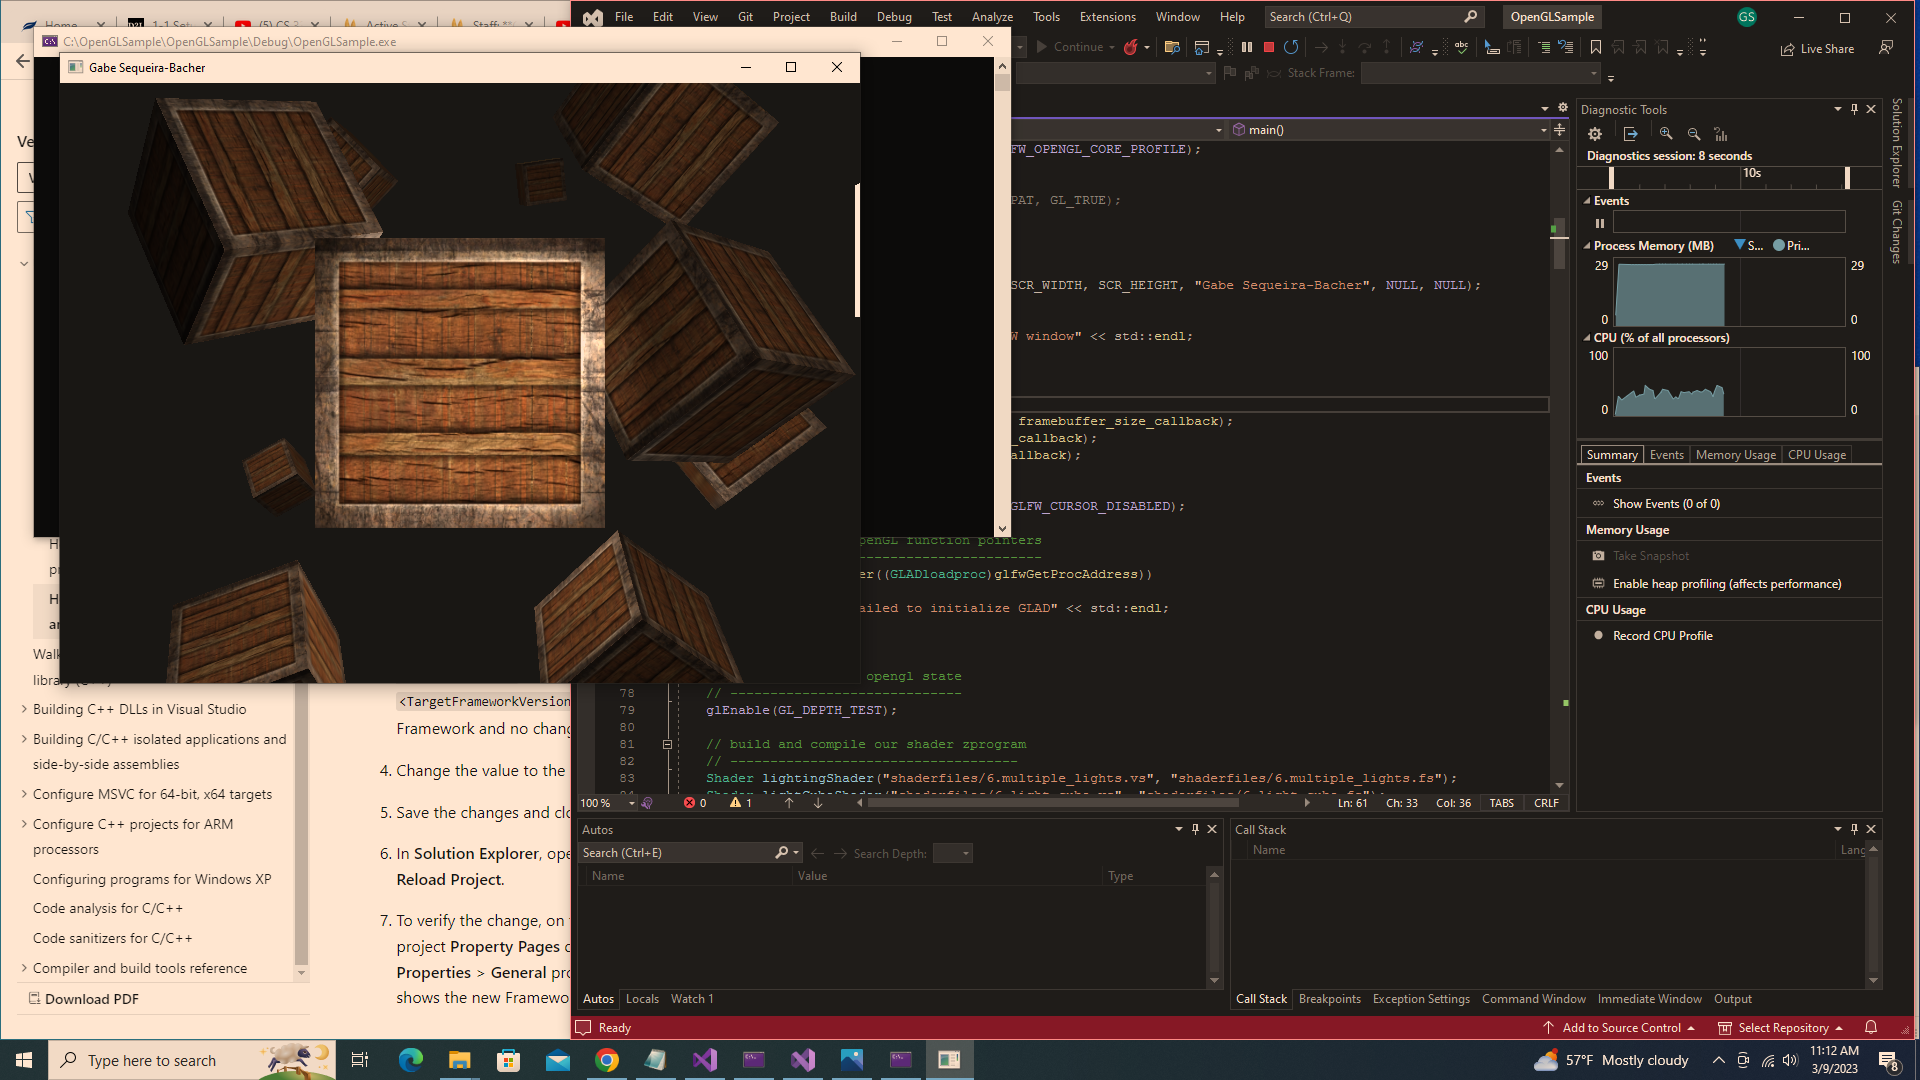 File Edit View Git Project Build Debug Test Analyze Tools Extensions Window Help Search (Ctrl+Q) OpenGLSample GS
C:\OpenGLSample\OpenGLSample\Debug\OpenGLSample.exe
Gabe Sequeira-Bacher
Continue
Live Share
Stack Frame:
main()
FW_OPENGL_CORE_PROFILE);
PAT, GL_TRUE);
SCR_WIDTH, SCR_HEIGHT, "Gabe Sequeira-Bacher", NULL, NULL);
W window" << std::endl;
framebuffer_size_callback);
_callback);
allback);
GLFW_CURSOR_DISABLED);
OpenGL function pointers
er((GLADloadproc)glfwGetProcAddress))
ailed to initialize GLAD" << std::endl;
opengl state
78 // -----------------------------
79 glEnable(GL_DEPTH_TEST);
80
81 // build and compile our shader zprogram
82 // ------------------------------------
83 Shader lightingShader("shaderfiles/6.multiple_lights.vs", "shaderfiles/6.multiple_lights.fs");
100 % 0 1 Ln: 61 Ch: 33 Col: 36 TABS CRLF
Diagnostic Tools
Diagnostics session: 8 seconds
10s
Events
Process Memory (MB) S... Pri...
29 29
0 0
CPU (% of all processors)
100 100
0 0
Summary Events Memory Usage CPU Usage
Events
Show Events (0 of 0)
Memory Usage
Take Snapshot
Enable heap profiling (affects performance)
CPU Usage
Record CPU Profile
Solution Explorer
Git Changes
Autos
Search (Ctrl+E) Search Depth:
Name Value Type
Autos Locals Watch 1
Call Stack
Name Lang
Call Stack Breakpoints Exception Settings Command Window Immediate Window Output
Ready Add to Source Control Select Repository
Ve
H
pr
H
ar
Walk
library
Building C++ DLLs in Visual Studio
Building C/C++ isolated applications and
side-by-side assemblies
Configure MSVC for 64-bit, x64 targets
Configure C++ projects for ARM
processors
Configuring programs for Windows XP
Code analysis for C/C++
Code sanitizers for C/C++
Compiler and build tools reference
Download PDF
<TargetFrameworkVersion
Framework and no chang
4. Change the value to the
5. Save the changes and clo
6. In Solution Explorer, ope
Reload Project.
7. To verify the change, on
project Property Pages
Properties > General pro
shows the new Framewo
Type here to search
57°F Mostly cloudy
11:12 AM
3/9/2023
8